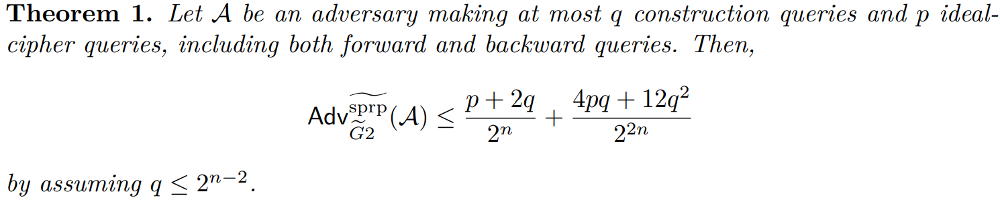 Theorem 1. Let $\mathcal{A}$ be an adversary making at most $q$ construction queries and $p$ ideal-
cipher queries, including both forward and backward queries. Then,
$$\mathsf{Adv}^{\widetilde{\mathsf{sprp}}}_{\widetilde{G}2}(\mathcal{A}) \leq \frac{p + 2q}{2^n} + \frac{4pq + 12q^2}{2^{2n}}$$
by assuming $q \leq 2^{n-2}$.